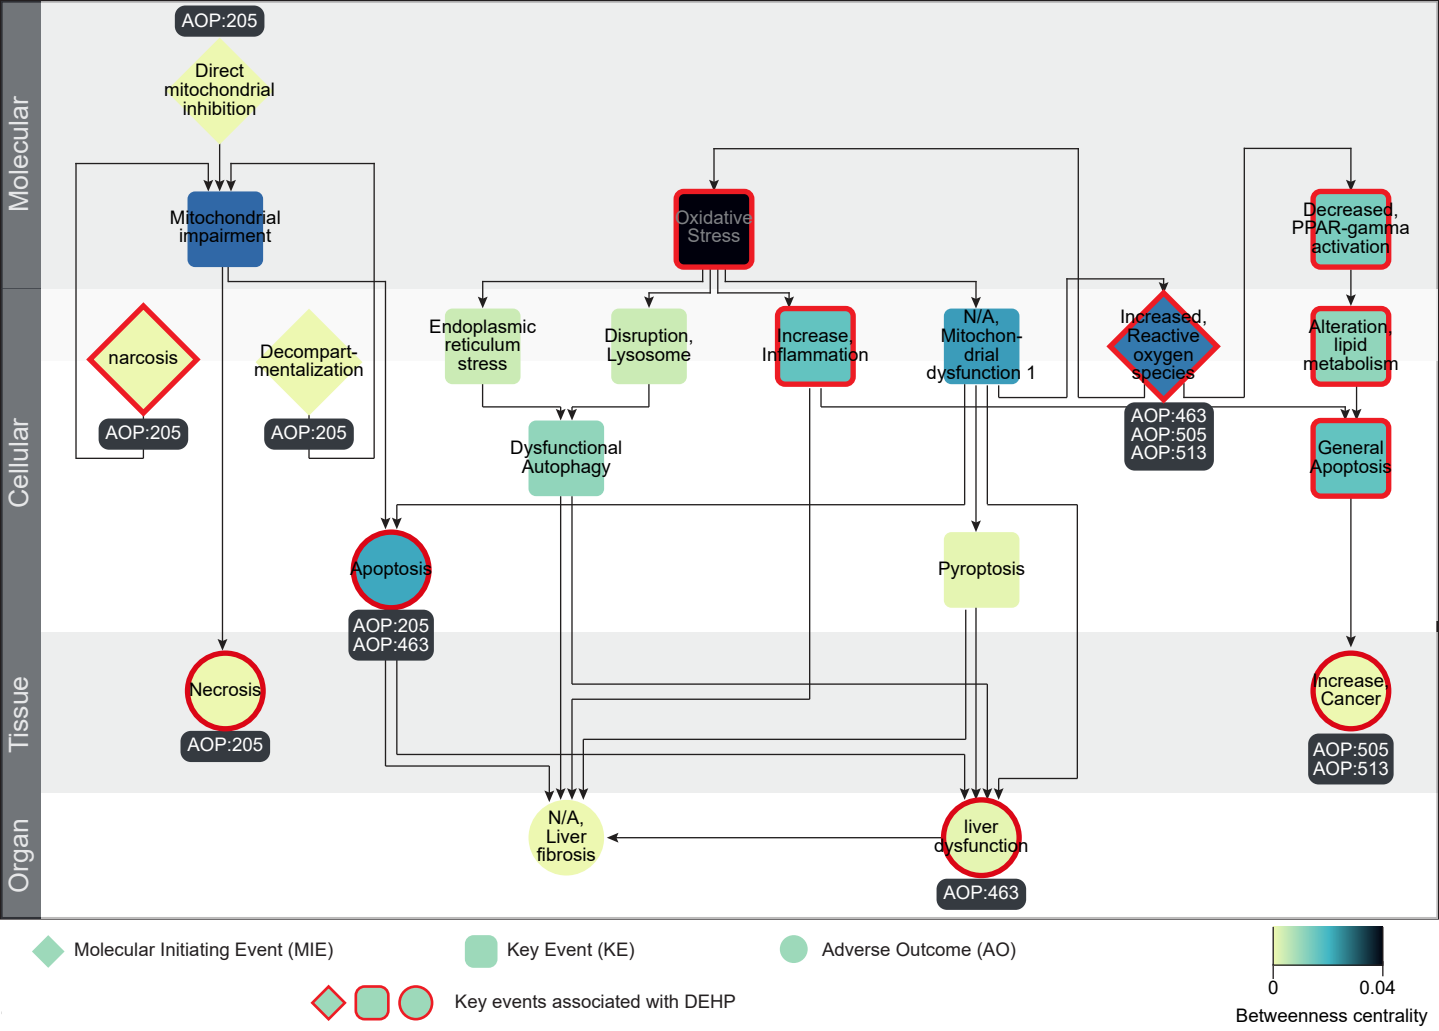 Molecular
Cellular
Tissue
Organ
AOP:205
Direct
mitochondrial
inhibition
Mitochondrial
impairment
Oxidative
Stress
Decreased,
PPAR-gamma
activation
narcosis
AOP:205
Decompart-
mentalization
AOP:205
Endoplasmic
reticulum
stress
Disruption,
Lysosome
Increase,
Inflammation
N/A,
Mitochon-
drial
dysfunction 1
Increased,
Reactive
oxygen
species
AOP:463
AOP:505
AOP:513
Alteration,
lipid
metabolism
Dysfunctional
Autophagy
General
Apoptosis
Apoptosis
AOP:205
AOP:463
Pyroptosis
Necrosis
AOP:205
Increase,
Cancer
AOP:505
AOP:513
N/A,
Liver
fibrosis
liver
dysfunction
AOP:463
Molecular Initiating Event (MIE)
Key Event (KE)
Adverse Outcome (AO)
Key events associated with DEHP
0
0.04
Betweenness centrality